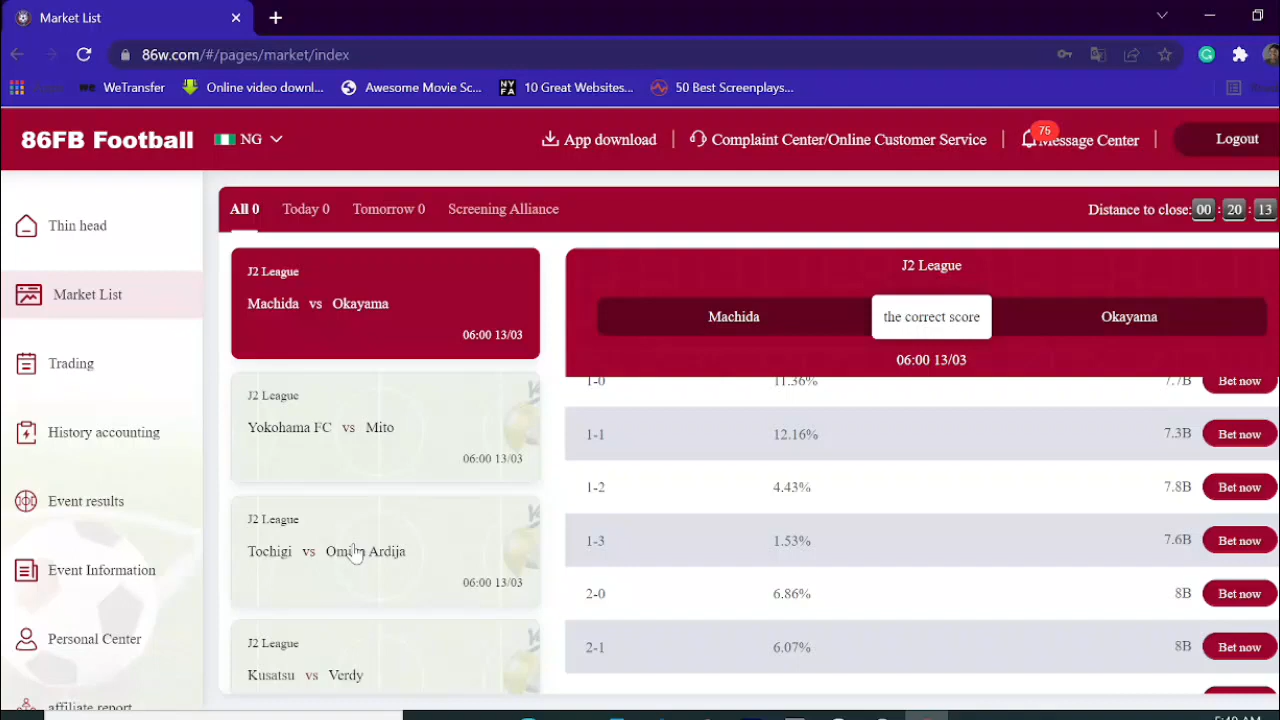 Market List
86w.com/#/pages/market/index
WeTransfer
Online video downl...
Awesome Movie Sc...
NY FA
10 Great Websites...
50 Best Screenplays...
86FB Football
NG
App download
Complaint Center/Online Customer Service
75
Message Center
Logout
Thin head
Market List
Trading
History accounting
Event results
Event Information
Personal Center
affiliate report
All 0
Today 0
Tomorrow 0
Screening Alliance
Distance to close: 00 : 20 : 13
J2 League
Machida vs Okayama
06:00 13/03
J2 League
Yokohama FC vs Mito
06:00 13/03
J2 League
Tochigi vs Ardija
06:00 13/03
J2 League
Kusatsu vs Verdy
J2 League
Machida
the correct score
Okayama
06:00 13/03
1-0 11.36% 7.7B Bet now
1-1 12.16% 7.3B Bet now
1-2 4.43% 7.8B Bet now
1-3 1.53% 7.6B Bet now
2-0 6.86% 8B Bet now
2-1 6.07% 8B Bet now